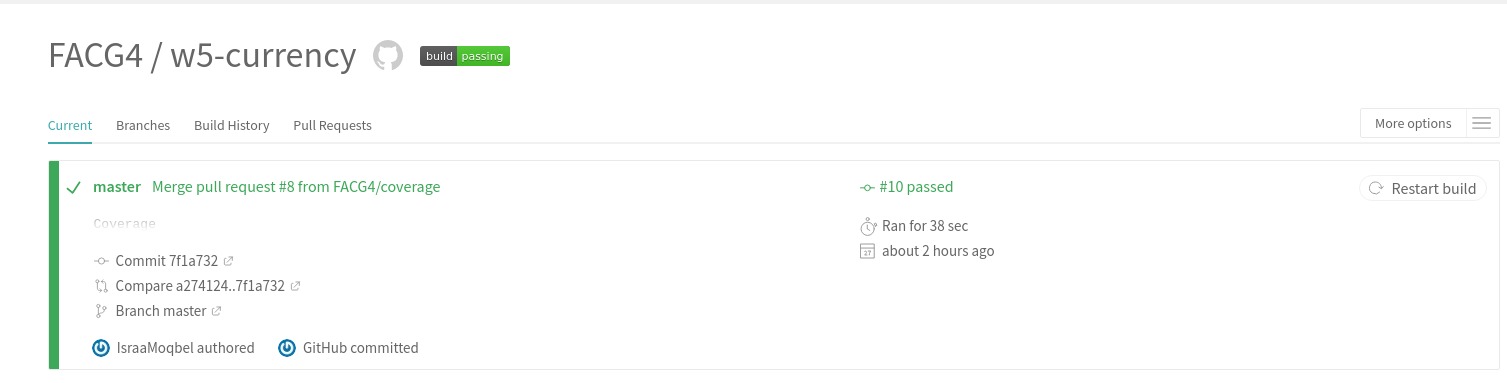 FACG4 / w5-currency build passing
Current Branches Build History Pull Requests More options
master Merge pull request #8 from FACG4/coverage #10 passed Restart build
Coverage Ran for 38 sec
about 2 hours ago
Commit 7f1a732
Compare a274124..7f1a732
Branch master
IsraaMoqbel authored GitHub committed